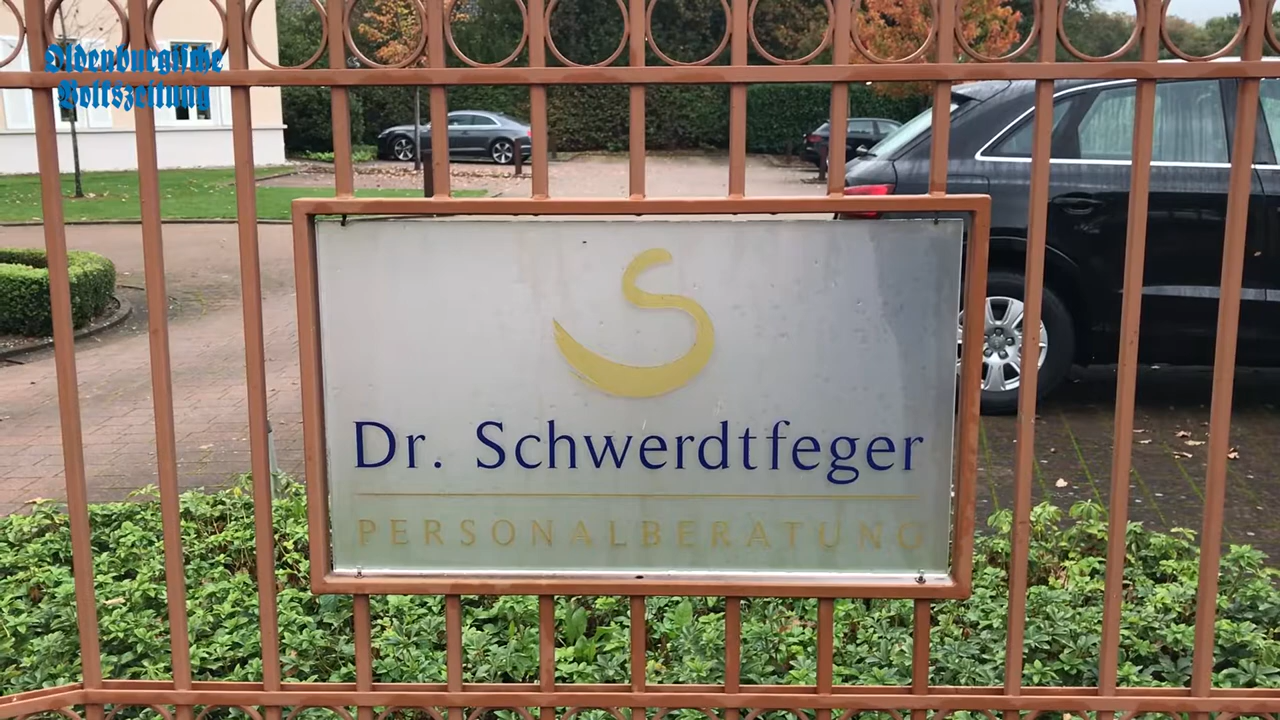 Oldenburgische
Volkszeitung
Dr. Schwerdtfeger
PERSONALBERATUNG